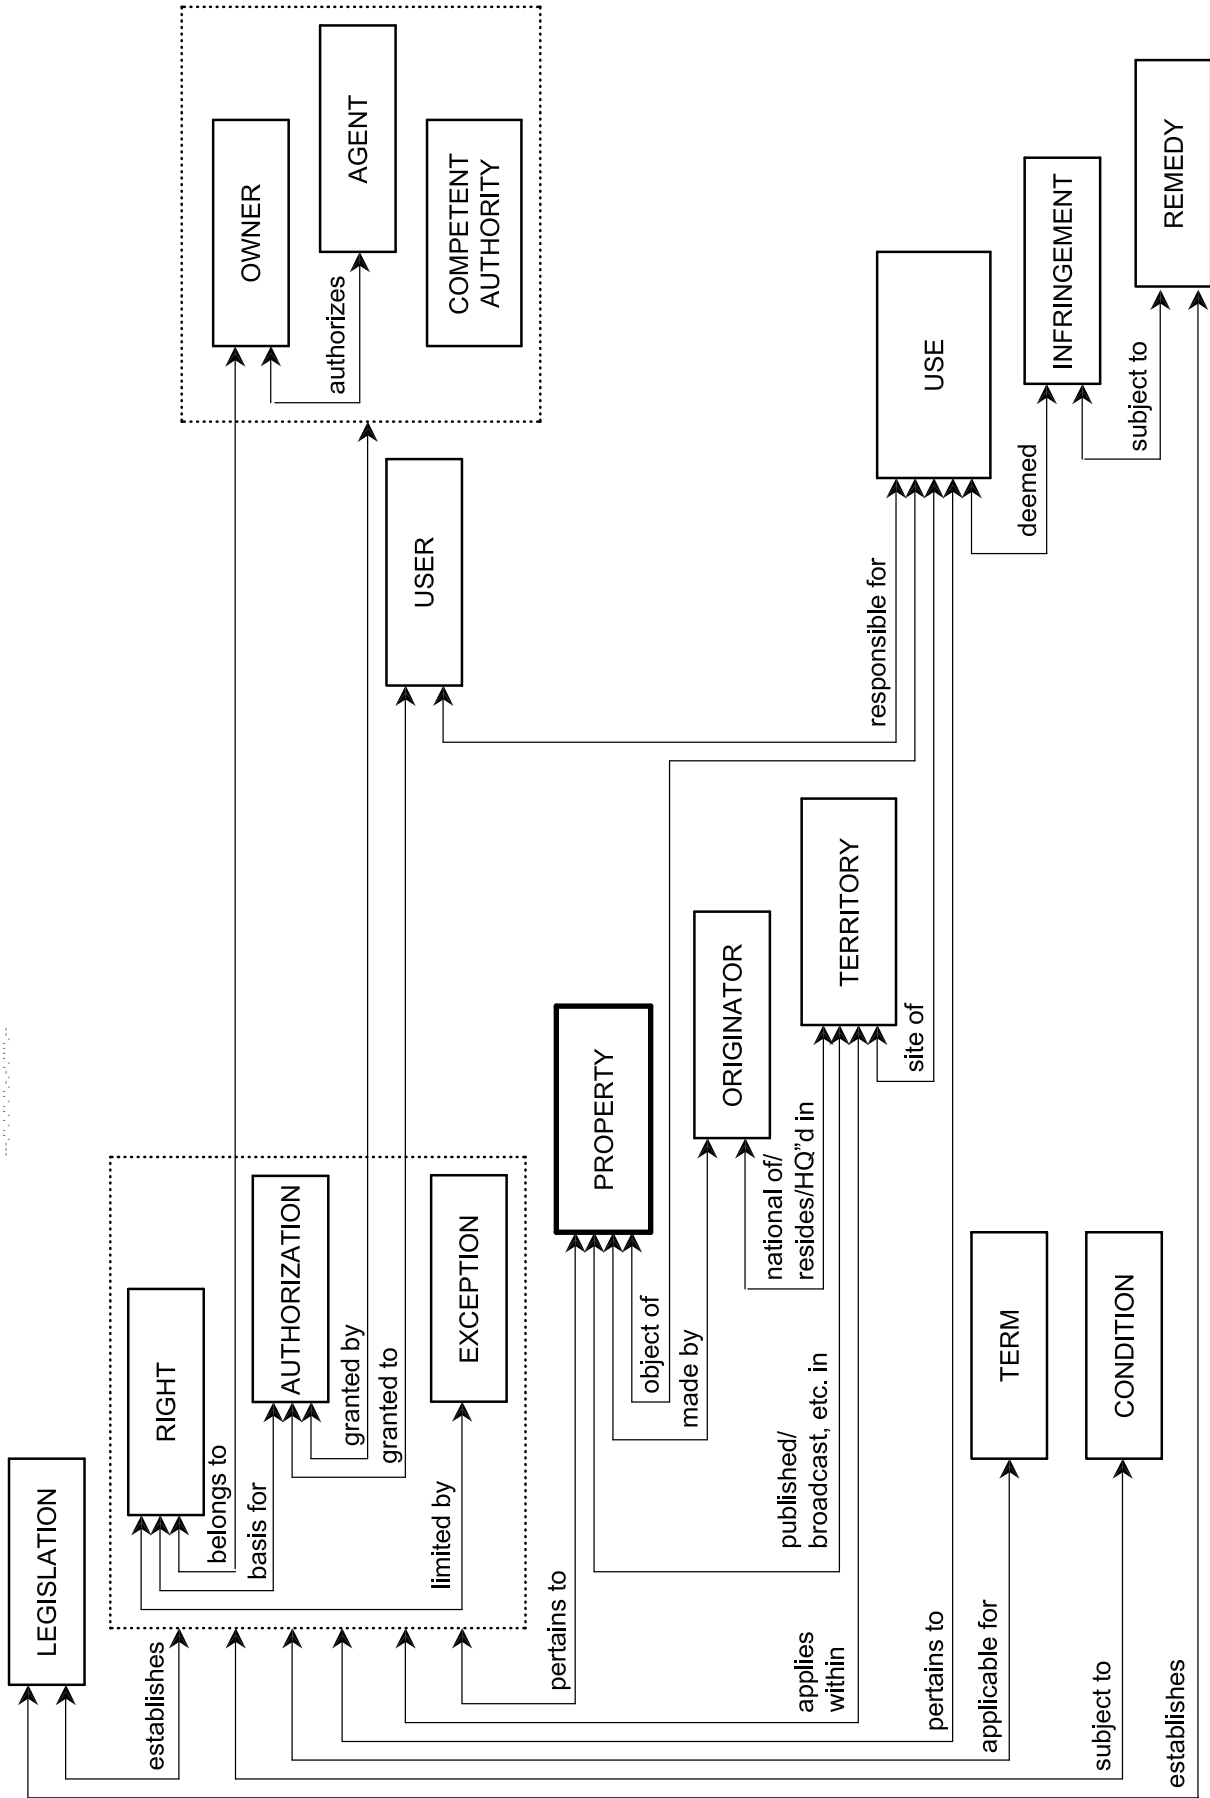 LEGISLATION
establishes
RIGHT
belongs to
basis for
AUTHORIZATION
granted by
granted to
EXCEPTION
limited by
OWNER
authorizes
AGENT
COMPETENT
AUTHORITY
USER
pertains to
PROPERTY
object of
made by
published/
broadcast, etc. in
ORIGINATOR
national of/
resides/HQ”d in
TERRITORY
applies
within
site of
responsible for
USE
pertains to
deemed
INFRINGEMENT
applicable for
TERM
subject to
CONDITION
subject to
REMEDY
establishes